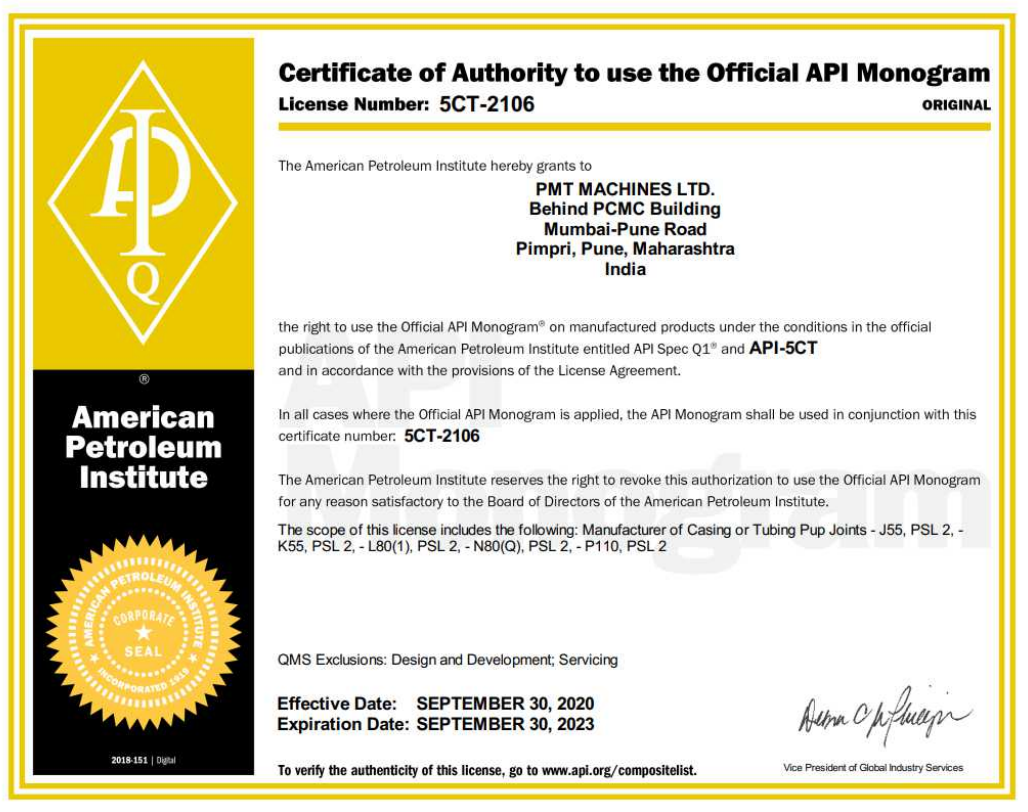 Certificate of Authority to use the Official API Monogram
License Number: 5CT-2106
ORIGINAL
The American Petroleum Institute hereby grants to
PMT MACHINES LTD.
Behind PCMC Building
Mumbai-Pune Road
Pimpri, Pune, Maharashtra
India
the right to use the Official API Monogram® on manufactured products under the conditions in the official
publications of the American Petroleum Institute entitled API Spec Q1® and API-5CT
and in accordance with the provisions of the License Agreement.
In all cases where the Official API Monogram is applied, the API Monogram shall be used in conjunction with this
certificate number: 5CT-2106
The American Petroleum Institute reserves the right to revoke this authorization to use the Official API Monogram
for any reason satisfactory to the Board of Directors of the American Petroleum Institute.
The scope of this license includes the following: Manufacturer of Casing or Tubing Pup Joints - J55, PSL 2, -
K55, PSL 2, - L80(1), PSL 2, - N80(Q), PSL 2, - P110, PSL 2
QMS Exclusions: Design and Development; Servicing
Effective Date: SEPTEMBER 30, 2020
Expiration Date: SEPTEMBER 30, 2023
To verify the authenticity of this license, go to www.api.org/compositelist.
Vice President of Global Industry Services
API
Monogram
API
Q
®
American
Petroleum
Institute
AMERICAN PETROLEUM INSTITUTE
CORPORATE
SEAL
INCORPORATED 1919
2018-151 | Digital